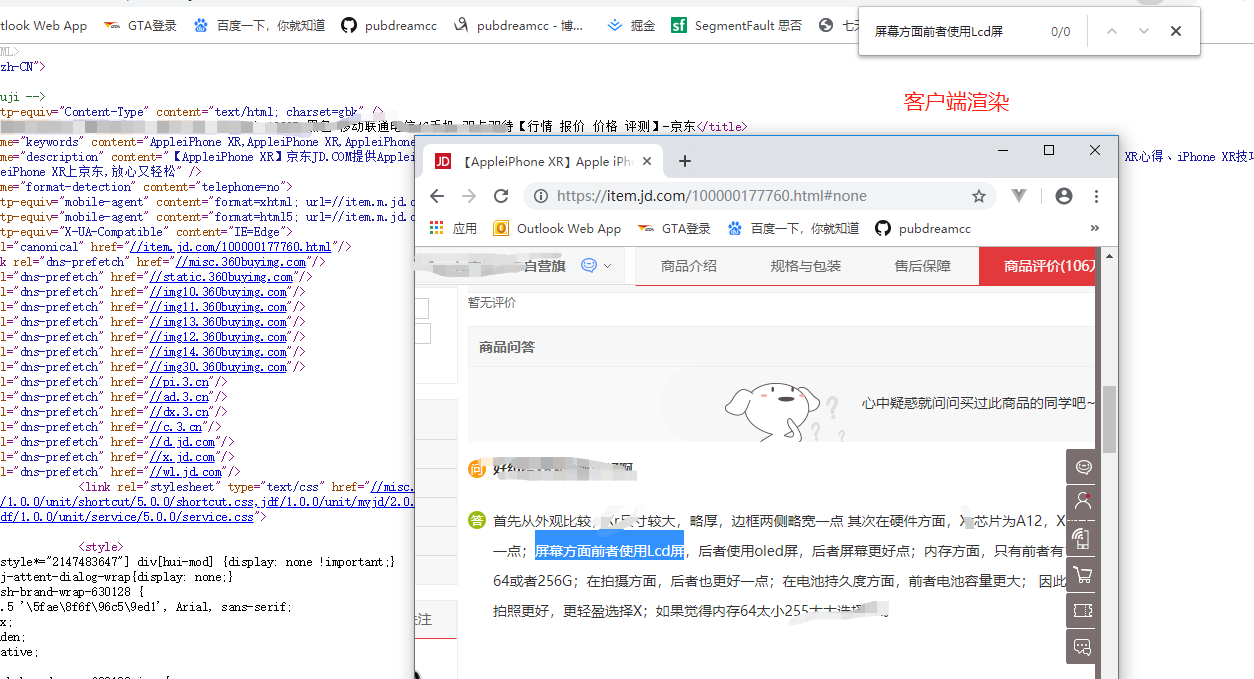 tlook Web App GTA登录 百度一下，你就知道 pubdreamcc pubdreamcc - 博... 掘金 SegmentFault 思否
屏幕方面前者使用Lcd屏 0/0
ML>
zh-CN">
客户端渲染
uji -->
tp-equiv="Content-Type" content="text/html; charset=gbk" />
【行情 报价 价格 评测】-京东</title>
me="keywords" content="AppleiPhone XR,AppleiPhone XR,AppleiPhone
me="description" content="【AppleiPhone XR】京东JD.COM提供Applei
XR心得、iPhone XR技
eiPhone XR上京东,放心又轻松" />
me="format-detection" content="telephone=no">
tp-equiv="mobile-agent" content="format=xhtml; url=//item.m.jd.c
tp-equiv="mobile-agent" content="format=html5; url=//item.m.jd.c
tp-equiv="X-UA-Compatible" content="IE=Edge">
l="canonical" href="//item.jd.com/100000177760.html"/>
k rel="dns-prefetch" href="//misc.360buyimg.com"/>
l="dns-prefetch" href="//static.360buyimg.com"/>
l="dns-prefetch" href="//img10.360buyimg.com"/>
l="dns-prefetch" href="//img11.360buyimg.com"/>
l="dns-prefetch" href="//img13.360buyimg.com"/>
l="dns-prefetch" href="//img12.360buyimg.com"/>
l="dns-prefetch" href="//img14.360buyimg.com"/>
l="dns-prefetch" href="//img30.360buyimg.com"/>
l="dns-prefetch" href="//pi.3.cn"/>
l="dns-prefetch" href="//ad.3.cn"/>
l="dns-prefetch" href="//dx.3.cn"/>
l="dns-prefetch" href="//c.3.cn"/>
l="dns-prefetch" href="//d.jd.com"/>
l="dns-prefetch" href="//x.jd.com"/>
l="dns-prefetch" href="//wl.jd.com"/>
<link rel="stylesheet" type="text/css" href="//misc.
/1.0.0/unit/shortcut/5.0.0/shortcut.css,jdf/1.0.0/unit/myjd/2.0.
df/1.0.0/unit/service/5.0.0/service.css">
<style>
style*="2147483647"] div[hui-mod] {display: none !important;}
j-attent-dialog-wrap{display: none;}
sh-brand-wrap-630128 {
.5 '\5fae\8f6f\96c5\9ed1', Arial, sans-serif;
x;
den;
ative;
JD 【AppleiPhone XR】Apple iPh
https://item.jd.com/100000177760.html#none
应用 Outlook Web App GTA登录 百度一下，你就知道 pubdreamcc »
自营旗 商品介绍 规格与包装 售后保障 商品评价(106万
暂无评价
商品问答
心中疑惑就问问买过此商品的同学吧~
问
答 首先从外观比较，尺寸较大，略厚，边框两侧略宽一点 其次在硬件方面，芯片为A12，
一点；屏幕方面前者使用Lcd屏，后者使用oled屏，后者屏幕更好点；内存方面，只有前者有
64或者256G；在拍摄方面，后者也更好一点；在电池持久度方面，前者电池容量更大； 因此
拍照更好，更轻盈选择X；如果觉得内存64太小
注